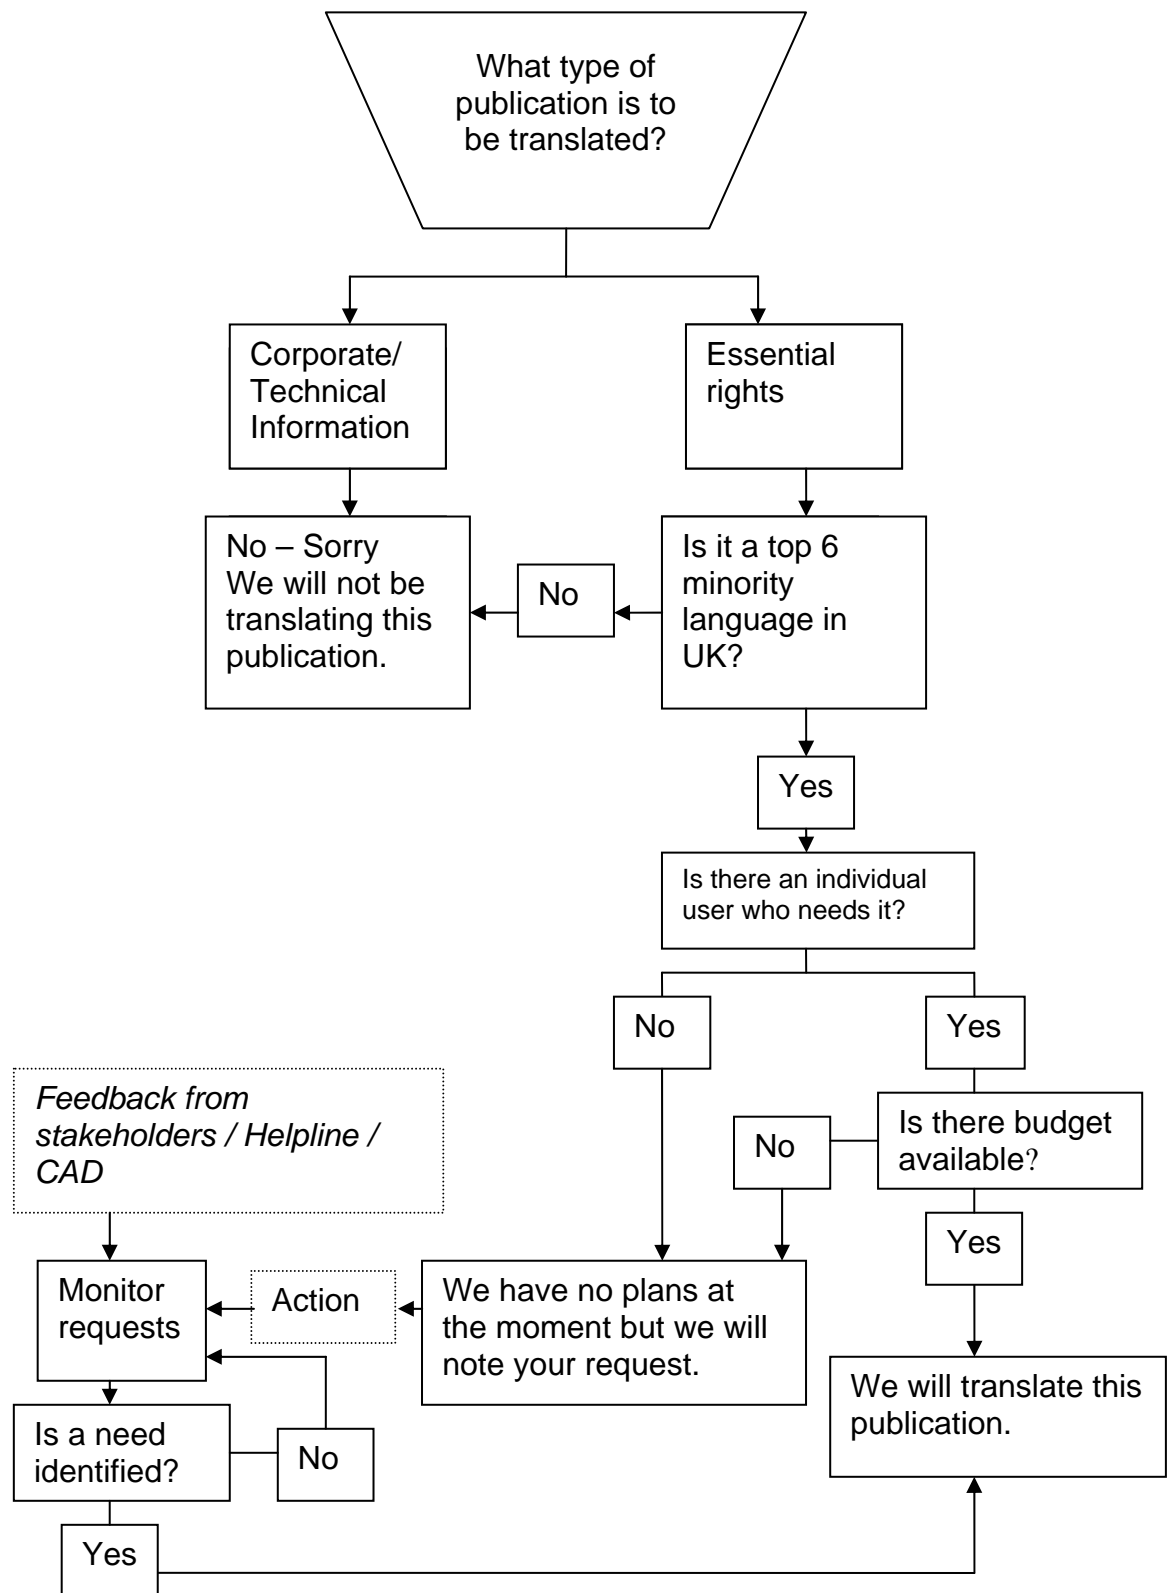 What type of
publication is to
be translated?
Corporate/
Technical
Information
Essential
rights
No – Sorry
We will not be
translating this
publication.
No
Is it a top 6
minority
language in
UK?
Yes
Is there an individual
user who needs it?
No
Yes
Feedback from
stakeholders / Helpline /
CAD
No
Is there budget
available?
Yes
Monitor
requests
Action
We have no plans at
the moment but we will
note your request.
We will translate this
publication.
Is a need
identified?
No
Yes